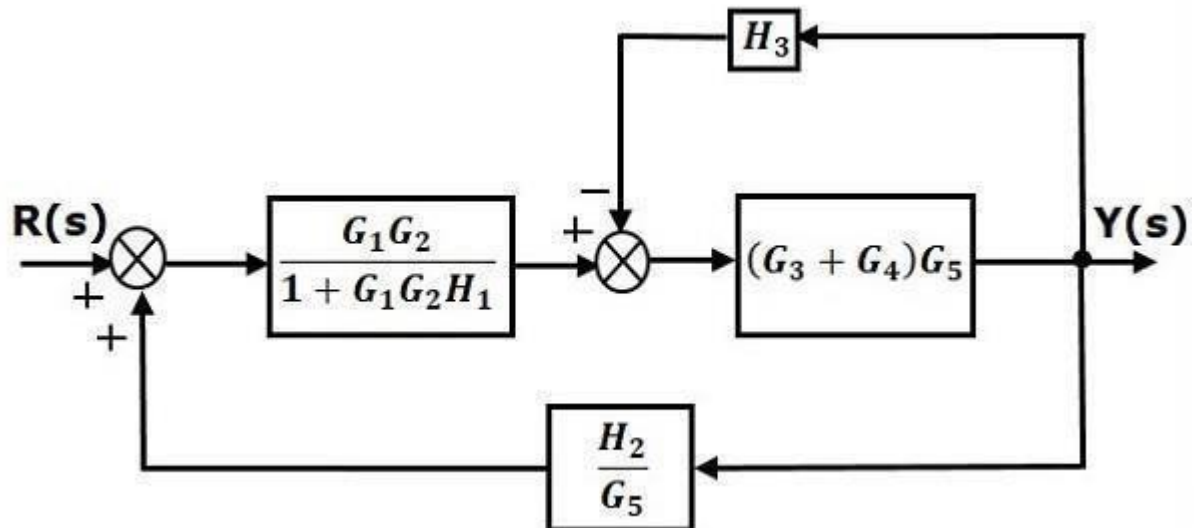 H₃
−
R(s)
+
+
G₁G₂
1 + G₁G₂H₁
+
(G₃ + G₄)G₅
Y(s)
H₂
G₅